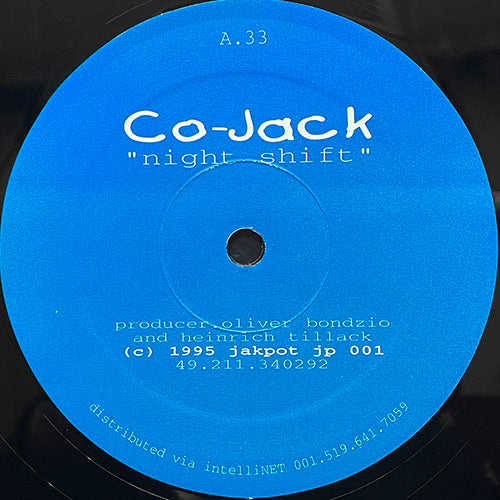 A.33
Co-Jack
"night shift"
producer.oliver bondzio
and heinrich tillack
(c) 1995 jakpot jp 001
49.211.340292
distributed via intelliNET 001.519.641.7059